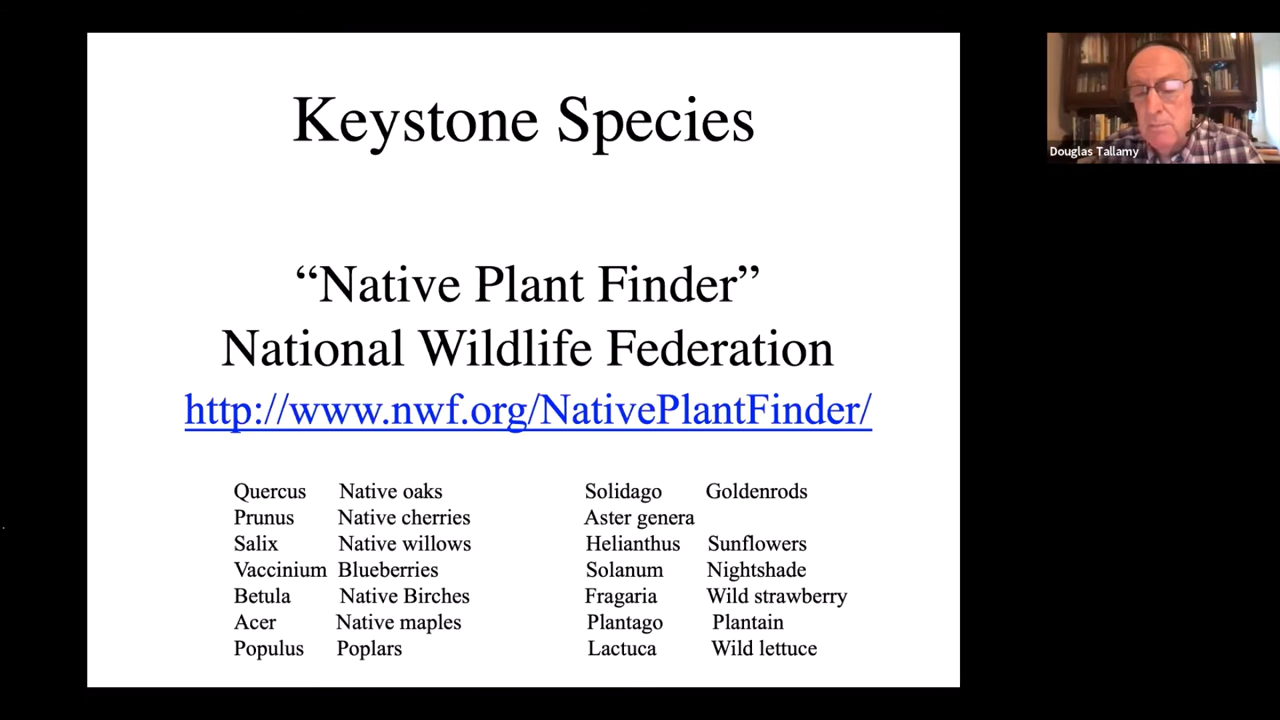 Keystone Species
“Native Plant Finder”
National Wildlife Federation
http://www.nwf.org/NativePlantFinder/
Quercus Native oaks
Prunus Native cherries
Salix Native willows
Vaccinium Blueberries
Betula Native Birches
Acer Native maples
Populus Poplars
Solidago Goldenrods
Aster genera
Helianthus Sunflowers
Solanum Nightshade
Fragaria Wild strawberry
Plantago Plantain
Lactuca Wild lettuce
Douglas Tallamy